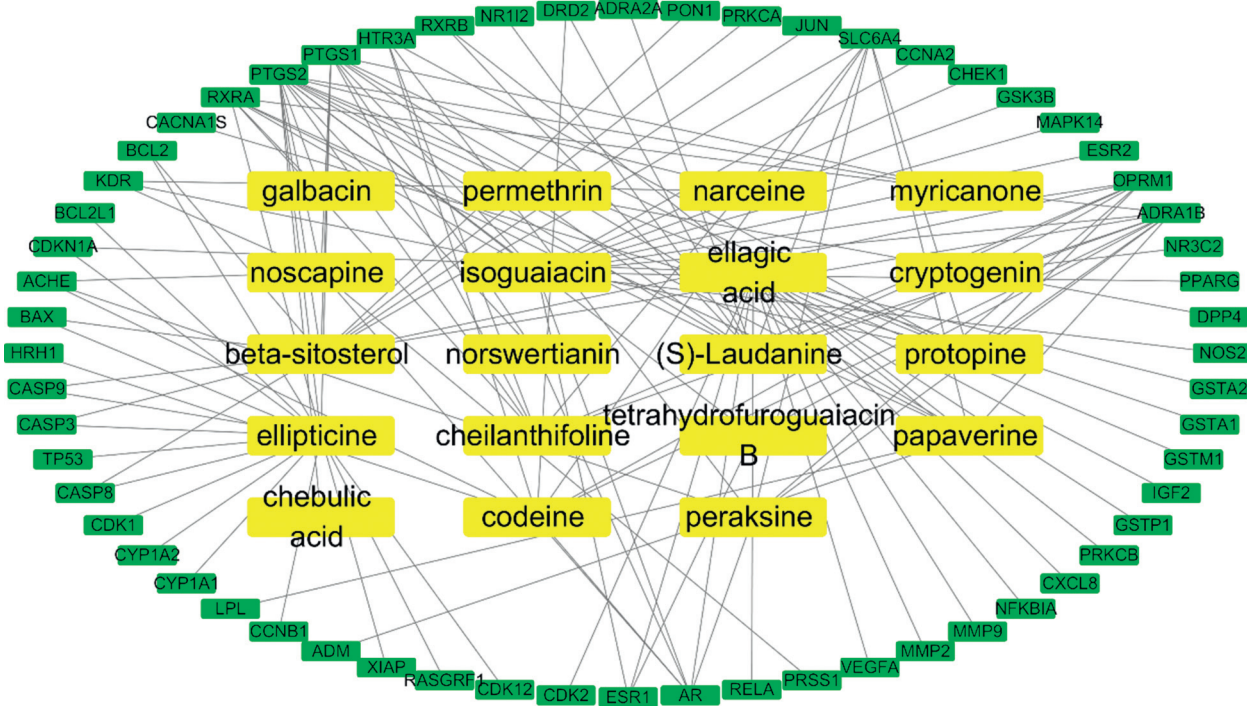 ADRA2A
DRD2
PON1
NR1I2
PRKCA
RXRB
JUN
HTR3A
SLC6A4
PTGS1
CCNA2
PTGS2
CHEK1
RXRA
GSK3B
CACNA1S
MAPK14
BCL2
ESR2
KDR
OPRM1
galbacin
permethrin
narceine
myricanone
BCL2L1
ADRA1B
CDKN1A
NR3C2
noscapine
isoguaiacin
ellagic
acid
cryptogenin
ACHE
PPARG
BAX
DPP4
HRH1
NOS2
beta-sitosterol
norswertianin
(S)-Laudanine
protopine
CASP9
GSTA2
CASP3
GSTA1
ellipticine
cheilanthifoline
tetrahydrofuroguaiacin
B
papaverine
TP53
GSTM1
CASP8
IGF2
CDK1
GSTP1
chebulic
acid
codeine
peraksine
CYP1A2
PRKCB
CYP1A1
CXCL8
LPL
NFKBIA
CCNB1
MMP9
ADM
MMP2
XIAP
VEGFA
RASGRF1
PRSS1
CDK12
RELA
CDK2
AR
ESR1